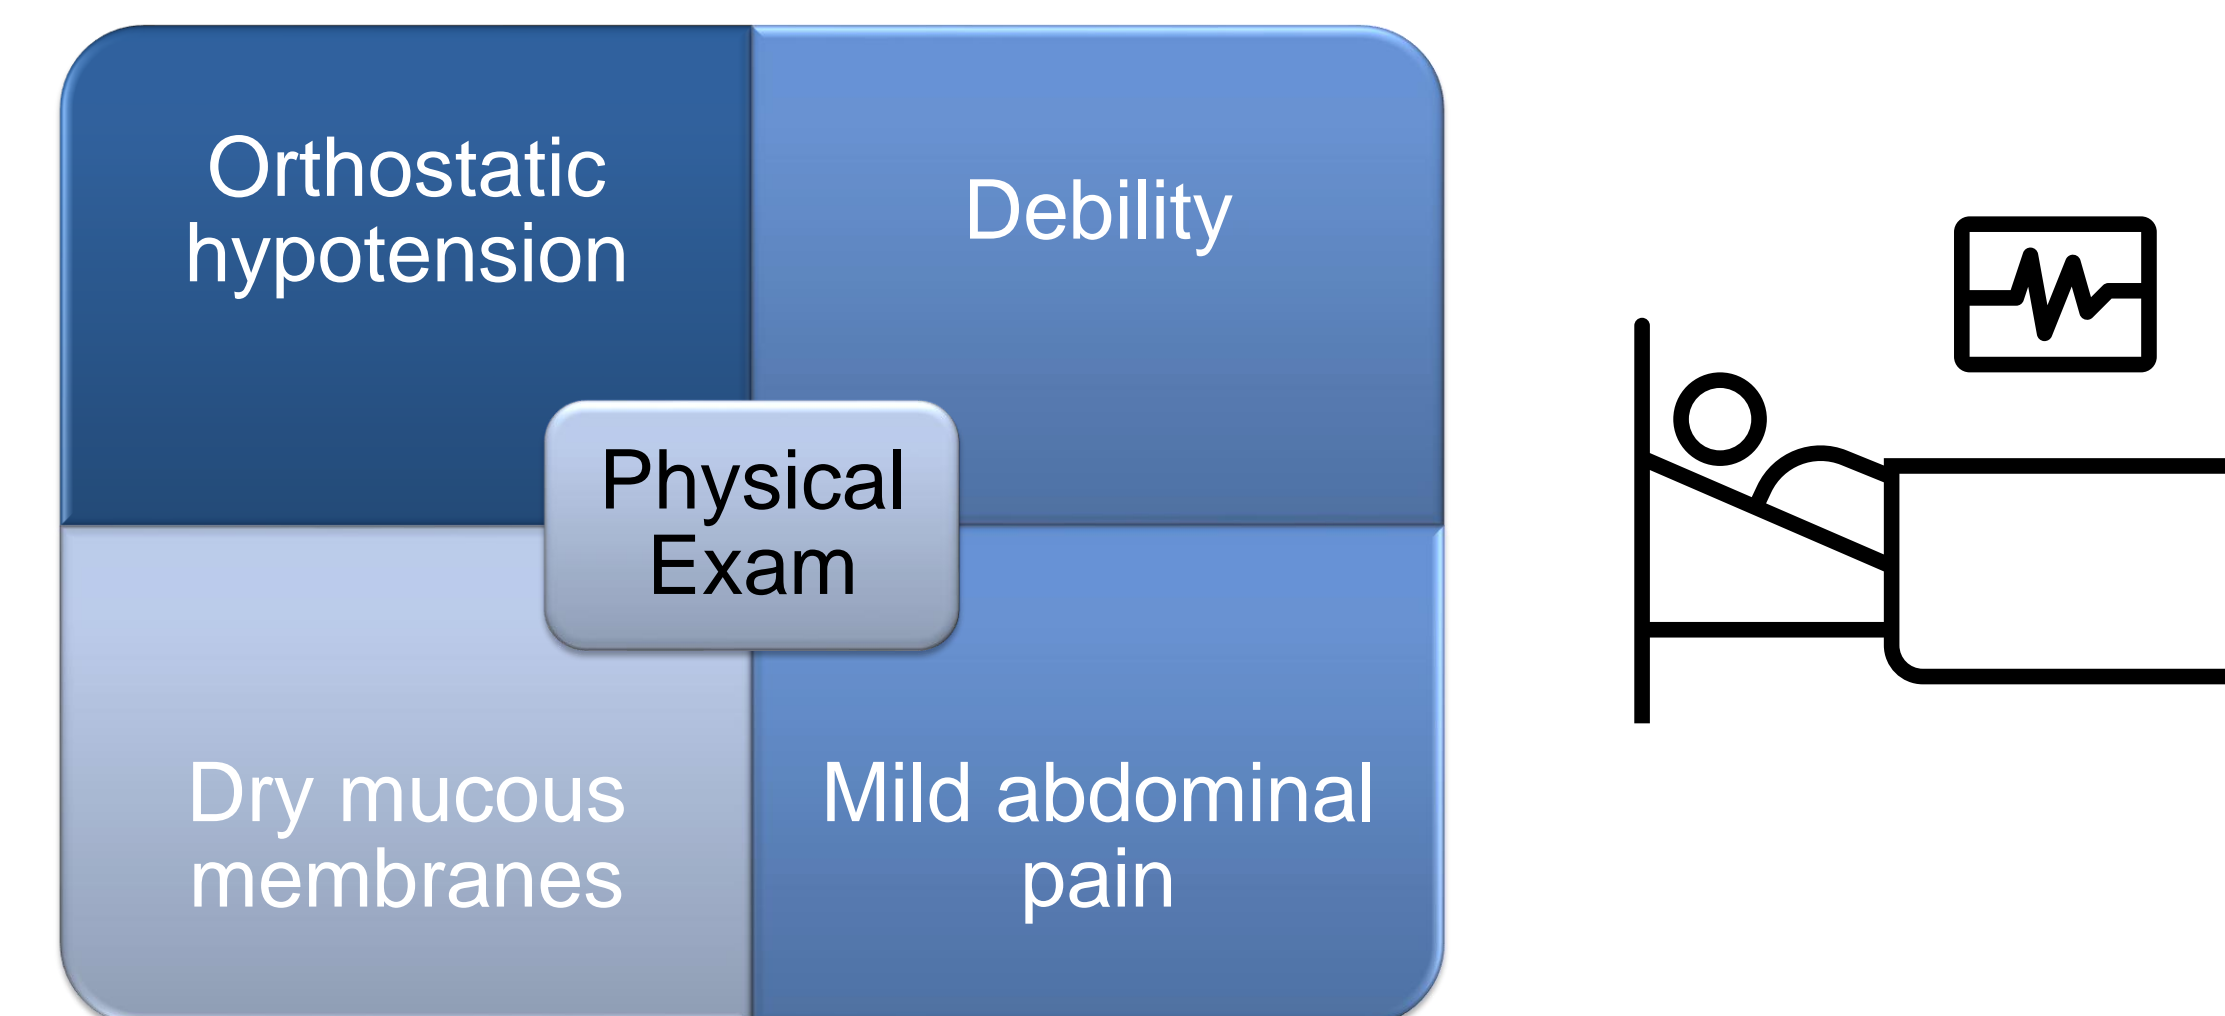 Orthostatic
hypotension
Debility
Physical
Exam
Dry mucous
membranes
Mild abdominal
pain